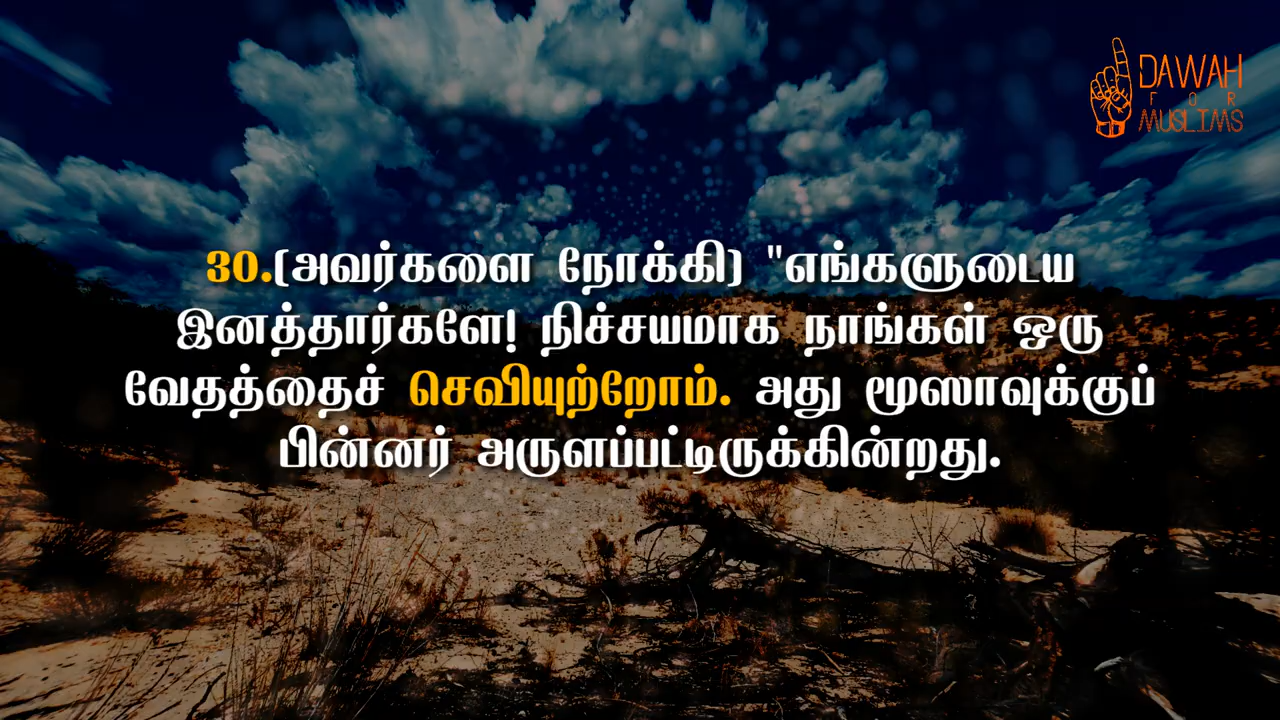 DAWAH
FOR
MUSLIMS
30.(அவர்களை நோக்கி) "எங்களுடைய
இனத்தார்களே! நிச்சயமாக நாங்கள் ஒரு
வேதத்தைச் செவியுற்றோம். அது மூஸாவுக்குப்
பின்னர் அருளப்பட்டிருக்கின்றது.